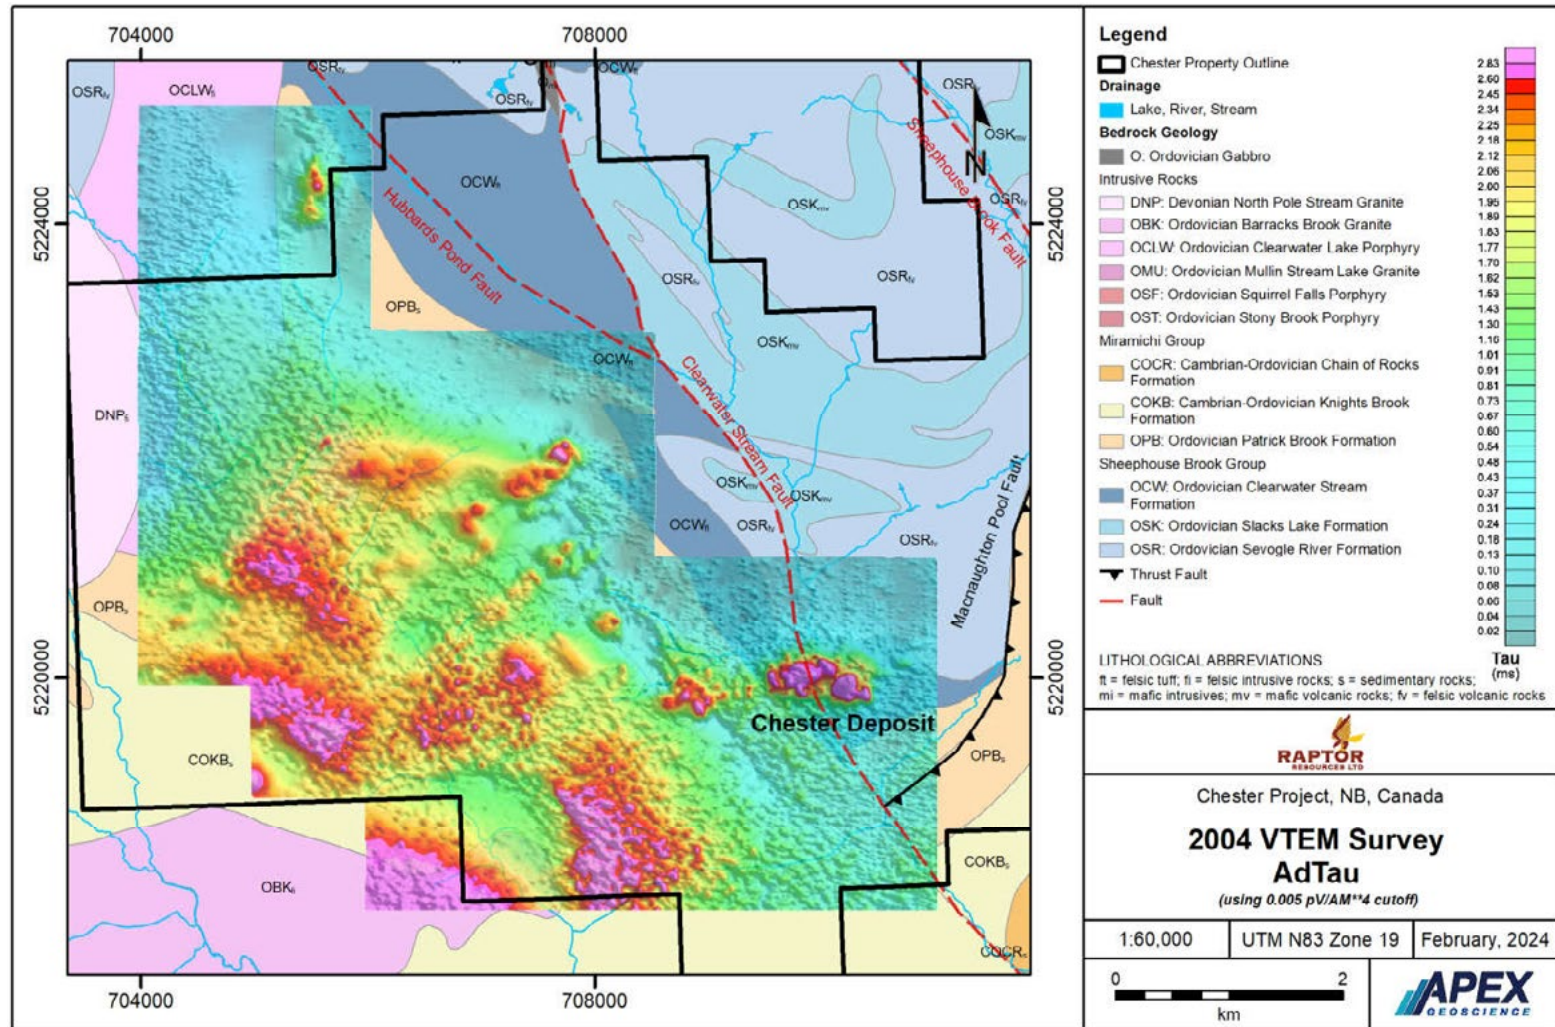 704000
708000
5224000
5220000
5224000
5220000
704000
708000
OSRfv
OCLWfi
OSRfv
OSRfv
OCWft
OSRfv
OSKmv
OCWft
OSKmv
OSRfv
OSRfv
OSRfv
OPBs
OSKmv
OCWft
DNPfi
OSKmv
OSKmv
OCWft
OSRfv
OSRfv
OPBs
COKBs
OPBs
OBKfi
COKBs
COCRs
Hubbards Pond Fault
Sheephouse Brook Fault
Clearwater Stream Fault
Macnaughton Pool Fault
Chester Deposit
N
Legend
Chester Property Outline
Drainage
Lake, River, Stream
Bedrock Geology
O: Ordovician Gabbro
Intrusive Rocks
DNP: Devonian North Pole Stream Granite
OBK: Ordovician Barracks Brook Granite
OCLW: Ordovician Clearwater Lake Porphyry
OMU: Ordovician Mullin Stream Lake Granite
OSF: Ordovician Squirrel Falls Porphyry
OST: Ordovician Stony Brook Porphyry
Miramichi Group
COCR: Cambrian-Ordovician Chain of Rocks
Formation
COKB: Cambrian-Ordovician Knights Brook
Formation
OPB: Ordovician Patrick Brook Formation
Sheephouse Brook Group
OCW: Ordovician Clearwater Stream
Formation
OSK: Ordovician Slacks Lake Formation
OSR: Ordovician Sevogle River Formation
Thrust Fault
Fault
2.83
2.60
2.45
2.34
2.25
2.18
2.12
2.06
2.00
1.95
1.89
1.83
1.77
1.70
1.62
1.53
1.43
1.30
1.16
1.01
0.91
0.81
0.73
0.67
0.60
0.54
0.48
0.43
0.37
0.31
0.24
0.18
0.13
0.10
0.08
0.04
0.02
Tau
(ms)
LITHOLOGICAL ABBREVIATIONS
ft = felsic tuff; fi = felsic intrusive rocks; s = sedimentary rocks;
mi = mafic intrusives; mv = mafic volcanic rocks; fv = felsic volcanic rocks
RAPTOR
RESOURCES LTD
Chester Project, NB, Canada
2004 VTEM Survey
AdTau
(using 0.005 pV/AM**4 cutoff)
1:60,000
UTM N83 Zone 19
February, 2024
0 2
km
APEX
GEOSCIENCE